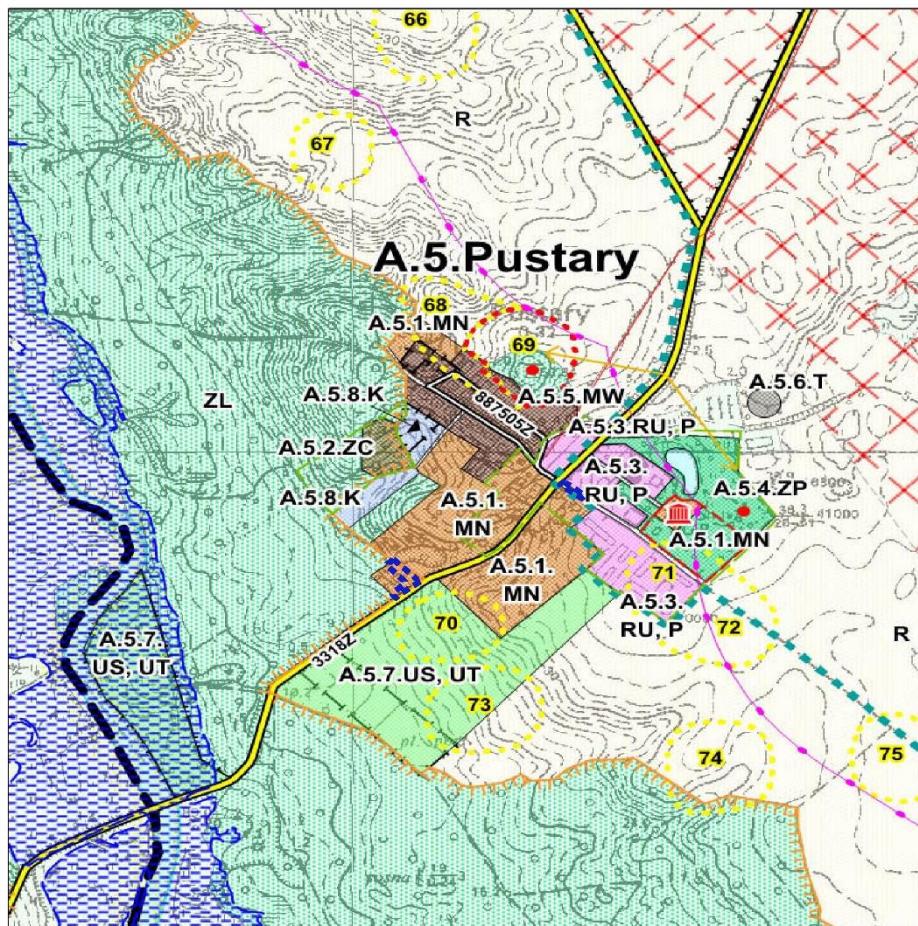 66
R
67
A.5.Pustary
68
A.5.1.MN
69
887505Z
A.5.5.MW
A.5.6.T
ZL
A.5.8.K
A.5.3.RU, P
A.5.2.ZC
A.5.3.
RU, P
A.5.4.ZP
A.5.8.K
A.5.1.
MN
A.5.1.MN
A.5.1.
MN
71
A.5.3.
RU, P
72
70
R
A.5.7.
US, UT
3318Z
A.5.7.US, UT
73
74
75